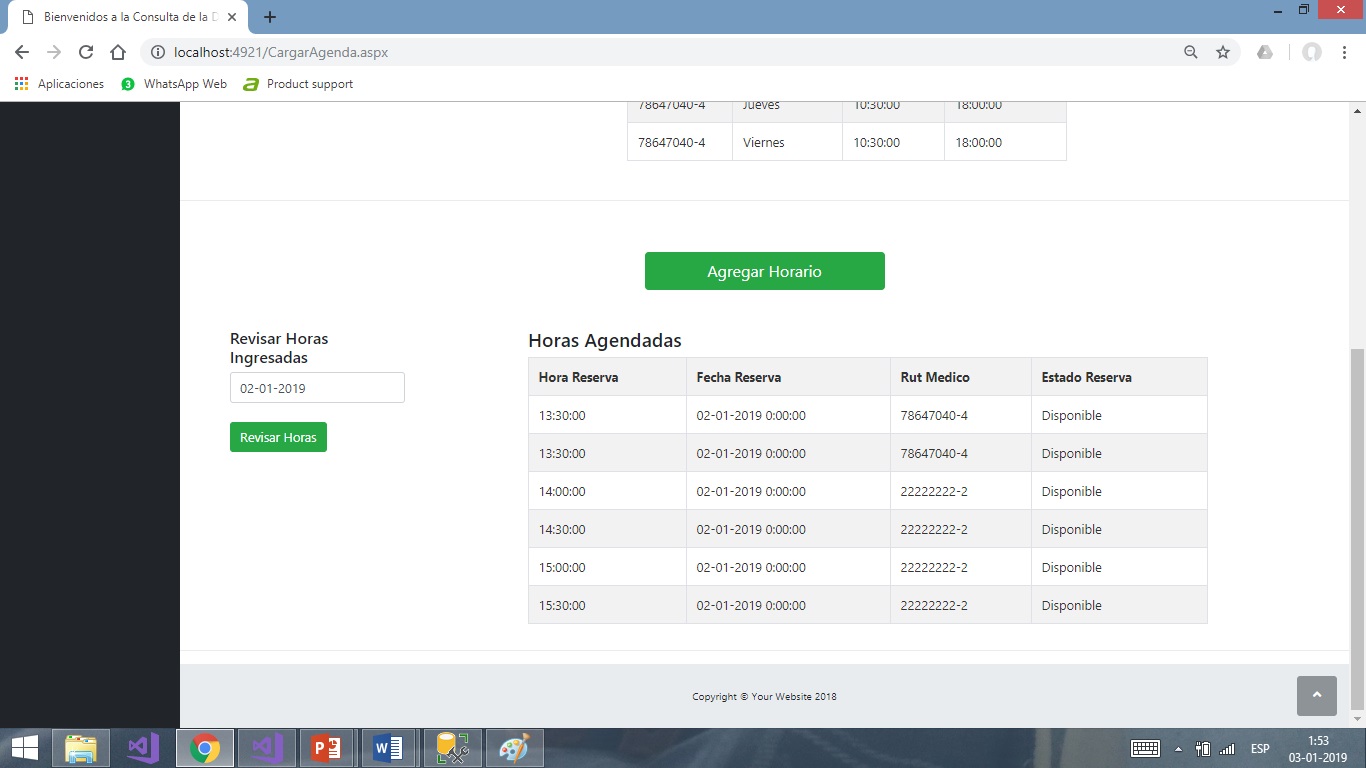 Bienvenidos a la Consulta de la D
localhost:4921/CargarAgenda.aspx
Aplicaciones WhatsApp Web Product support
78647040-4 Jueves 10:30:00 18:00:00
78647040-4 Viernes 10:30:00 18:00:00
Agregar Horario
Revisar Horas
Ingresadas
02-01-2019
Revisar Horas
Horas Agendadas
Hora Reserva Fecha Reserva Rut Medico Estado Reserva
13:30:00 02-01-2019 0:00:00 78647040-4 Disponible
13:30:00 02-01-2019 0:00:00 78647040-4 Disponible
14:00:00 02-01-2019 0:00:00 22222222-2 Disponible
14:30:00 02-01-2019 0:00:00 22222222-2 Disponible
15:00:00 02-01-2019 0:00:00 22222222-2 Disponible
15:30:00 02-01-2019 0:00:00 22222222-2 Disponible
Copyright © Your Website 2018
ESP
1:53
03-01-2019